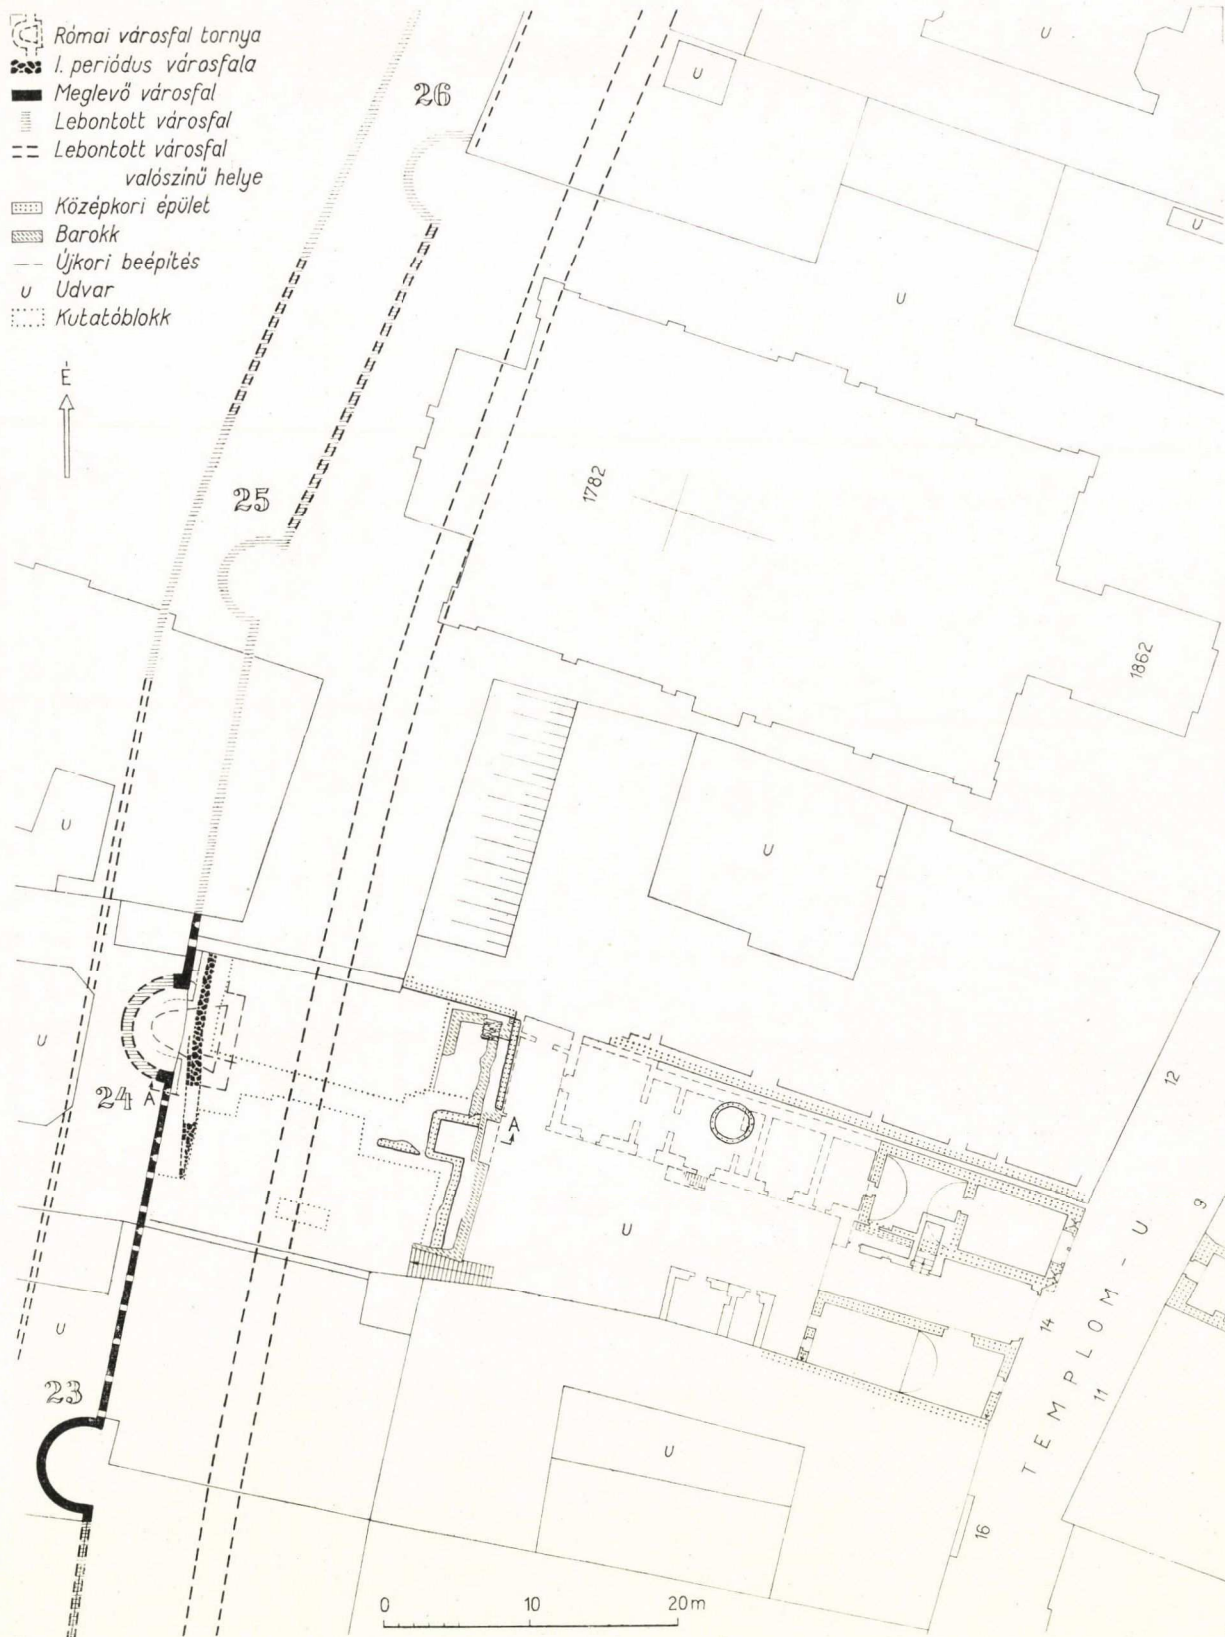 Római városfal tornya
I. periódus városfala
Meglevő városfal
Lebontott városfal
Lebontott városfal
valószínű helye
Középkori épület
Barokk
Újkori beépítés
U Udvar
Kutatóblokk
É
26
U
U
U
U
25
1782
1862
U
U
U
24
A
A
12
9
U
U
14
TEMPLOM-U
11
23
U
16
0 10 20m